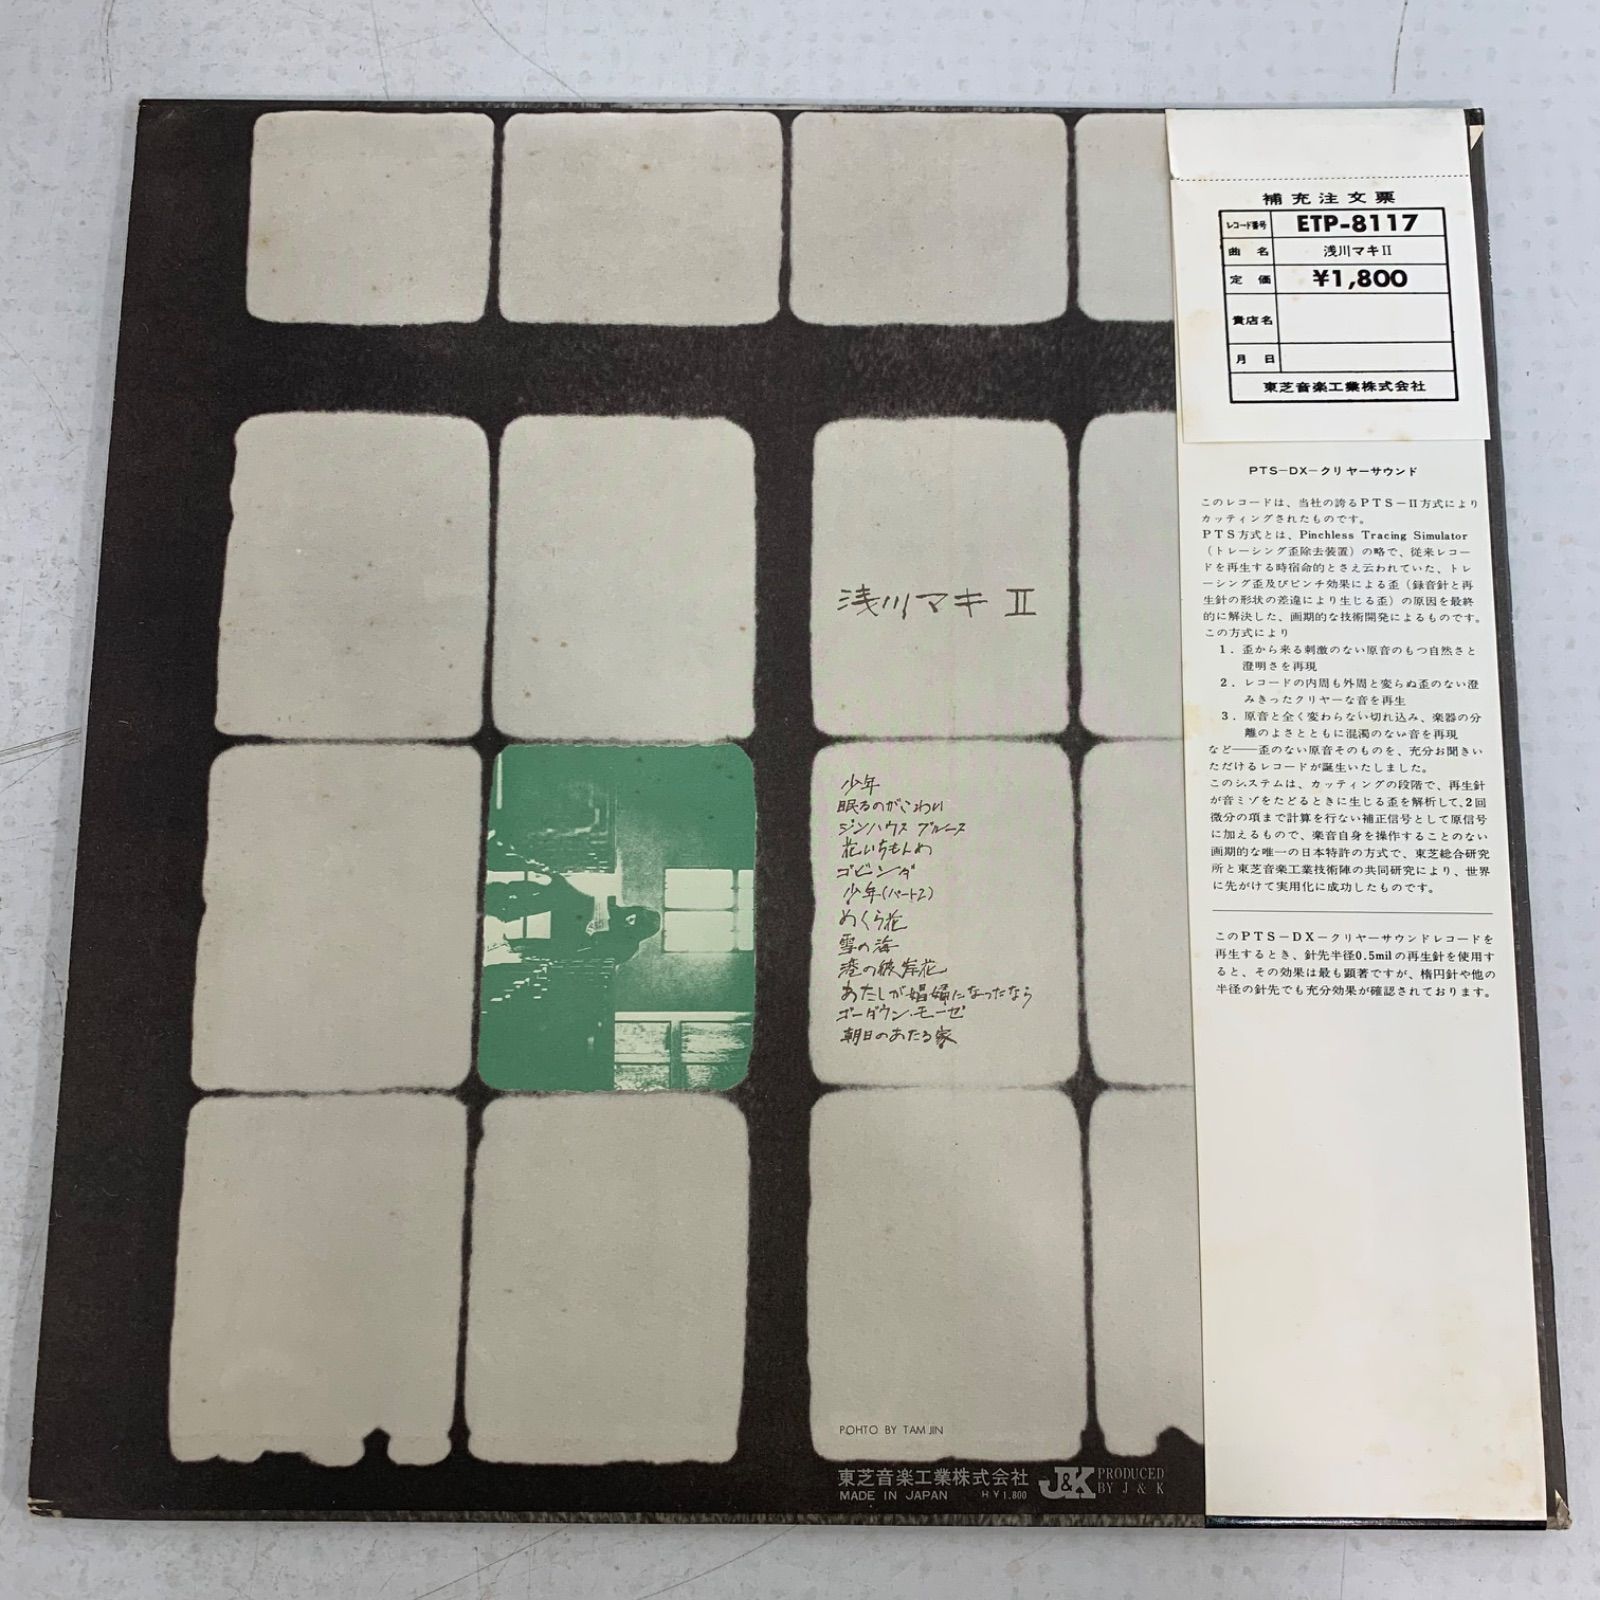 補充注文票
レコード番号 ETP-8117
曲名 浅川マキⅡ
定価 ¥1,800
貴店名
月日
東芝音楽工業株式会社
PTS-DX-クリヤーサウンド
このレコードは、当社の誇るPTS-Ⅱ方式により
カッティングされたものです。
PTS方式とは、Pinchless Tracing Simulator
(トレーシング歪除去装置)の略で、従来レコー
ドを再生する時宿命的とさえ云われていた、トレ
ーシング歪及びピンチ効果による歪(録音針と再
生針の形状の差違により生じる歪)の原因を最終
的に解決した、画期的な技術開発によるものです。
この方式により
1.歪から来る刺激のない原音のもつ自然さと
澄明さを再現
2.レコードの内周も外周と変らぬ歪のない澄
みきったクリヤーな音を再生
3.原音と全く変わらない切れ込み、楽器の分
離のよさとともに混濁のない音を再現
など──歪のない原音そのものを、充分お聞きい
ただけるレコードが誕生いたしました。
このシステムは、カッティングの段階で、再生針
が音ミゾをたどるときに生じる歪を解析して、2回
微分の項まで計算を行ない補正信号として原信号
に加えるもので、楽音自身を操作することのない
画期的な唯一の日本特許の方式で、東芝総合研究
所と東芝音楽工業技術陣の共同研究により、世界
に先がけて実用化に成功したものです。
このPTS-DX-クリヤーサウンドレコードを
再生するとき、針先半径0.5milの再生針を使用す
ると、その効果は最も顕著ですが、楕円針や他の
半径の針先でも充分効果が確認されております。
浅川マキ Ⅱ
少年
眠るのがこわい
ジンハウス ブルース
花いちもんめ
ゴビンダ
少年(パート2)
めくら花
雪の海
港の彼岸花
あたしが娼婦になったなら
ゴーダウン・モーゼ
朝日のあたる家
POHTO BY TAMJIN
東芝音楽工業株式会社
MADE IN JAPAN HY1.800
J&K PRODUCED
BY J & K